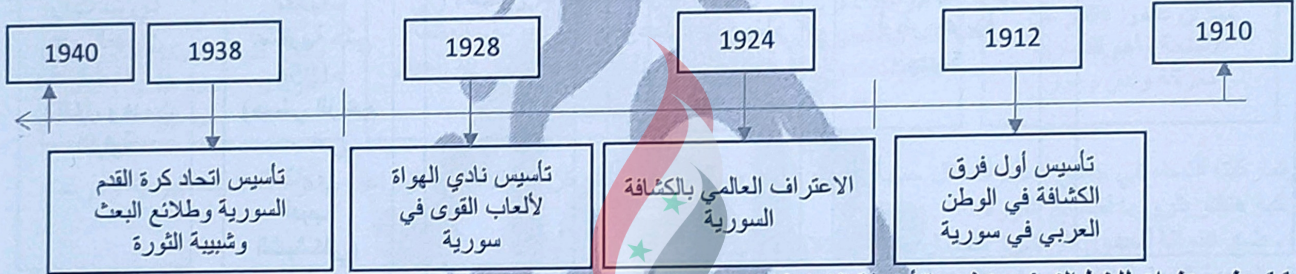 1910
1912
1924
1928
1938
1940
تأسيس أول فرق
الكشافة في الوطن
العربي في سورية
الاعتراف العالمي بالكشافة
السورية
تأسيس نادي الهواة
لألعاب القوى في
سورية
تأسيس اتحاد كرة القدم
السورية وطلائع البعث
وشبيبة الثورة